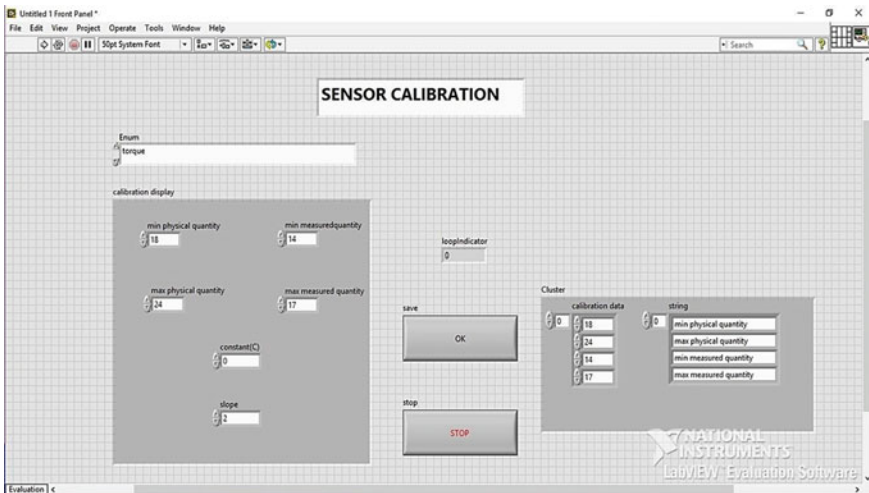 Untitled 1 Front Panel *
File Edit View Project Operate Tools Window Help
50pt System Font
Search
SENSOR CALIBRATION
Enum
torque
calibration display
min physical quantity
18
min measuredquantity
14
max physical quantity
24
max measured quantity
17
constant(C)
0
slope
2
loopIndicator
0
save
OK
stop
STOP
Cluster
calibration data
0
18
24
14
17
string
0
min physical quantity
max physical quantity
min measured quantity
max measured quantity
NATIONAL
INSTRUMENTS
LabVIEW Evaluation Software
Evaluation